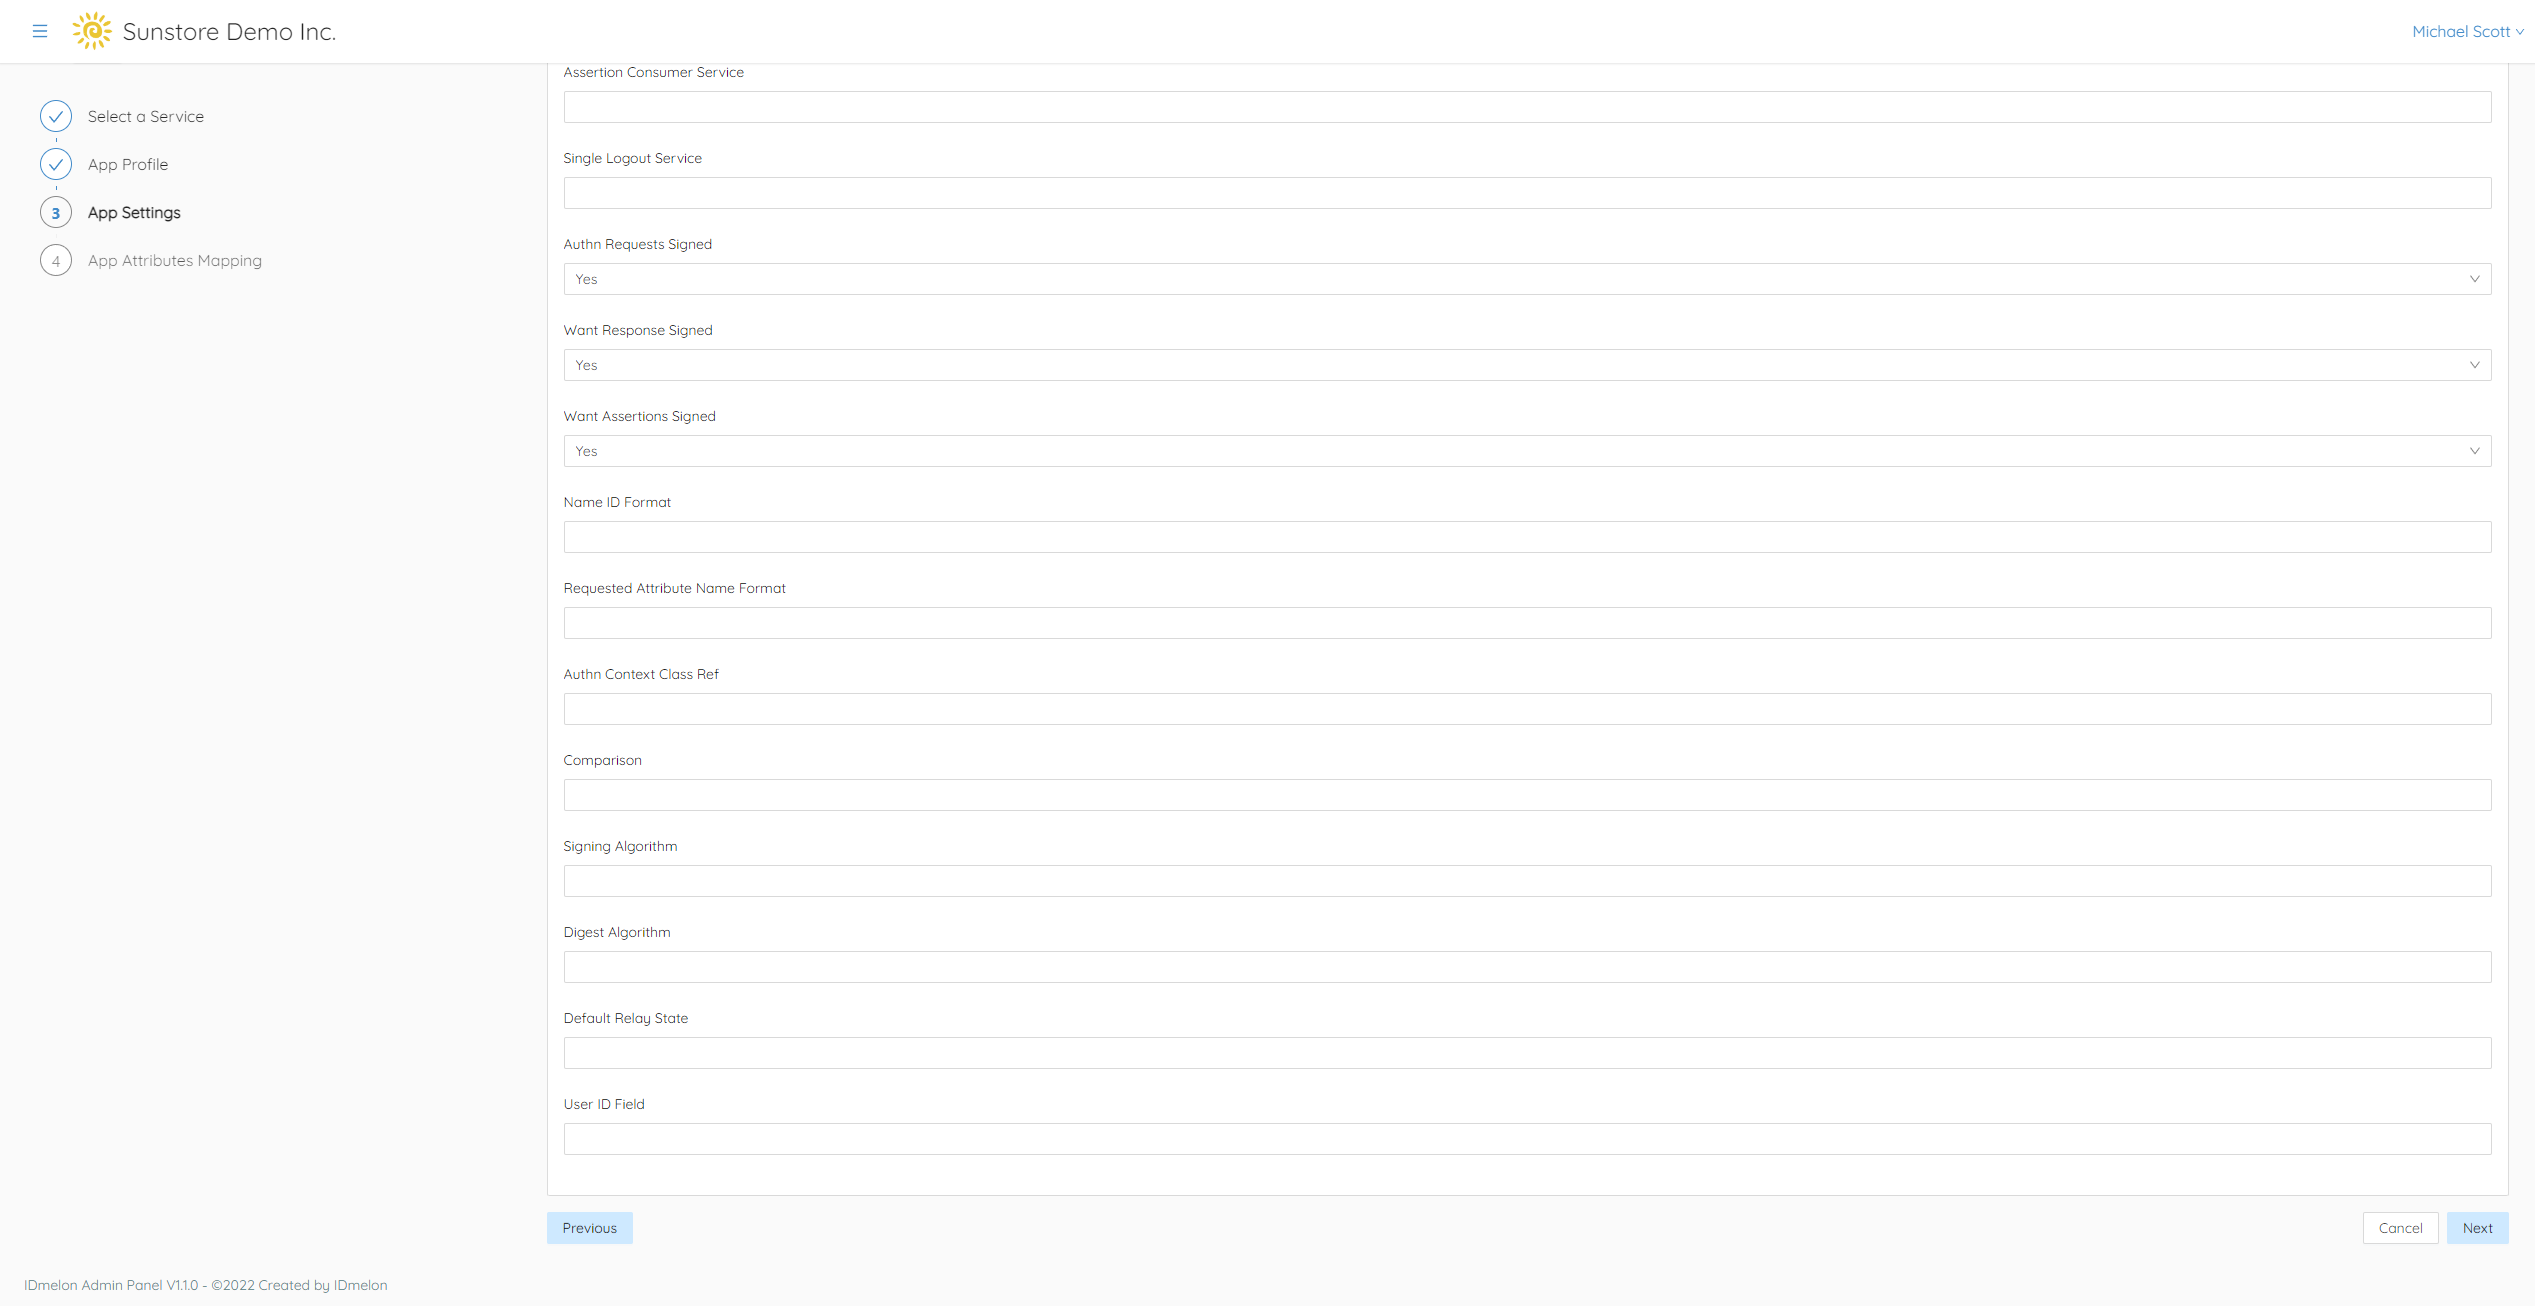 Sunstore Demo Inc.
Michael Scott
Select a Service
App Profile
3 App Settings
4 App Attributes Mapping
Assertion Consumer Service
Single Logout Service
Authn Requests Signed
Yes
Want Response Signed
Yes
Want Assertions Signed
Yes
Name ID Format
Requested Attribute Name Format
Authn Context Class Ref
Comparison
Signing Algorithm
Digest Algorithm
Default Relay State
User ID Field
Previous
Cancel
Next
IDmelon Admin Panel V1.1.0 - ©2022 Created by IDmelon